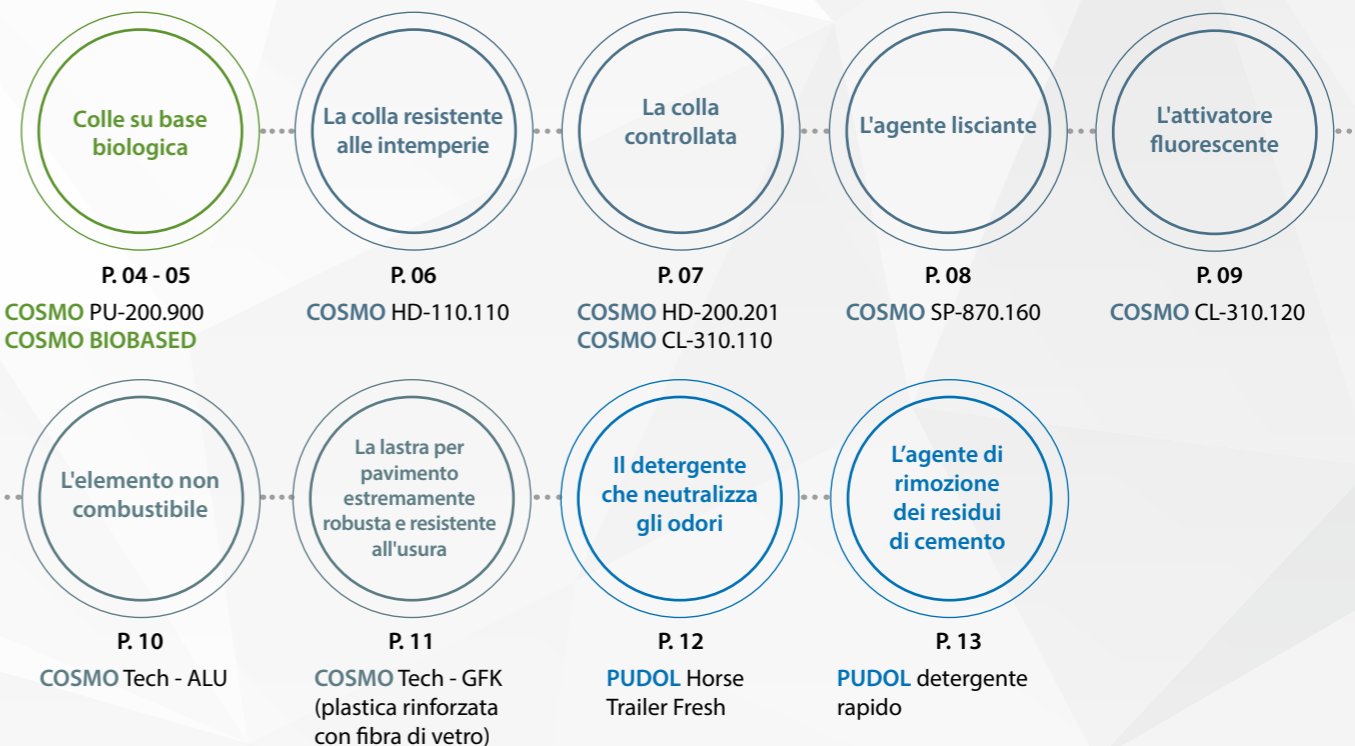 Colle su base
biologica
P. 04 - 05
COSMO PU-200.900
COSMO BIOBASED
La colla resistente
alle intemperie
P. 06
COSMO HD-110.110
La colla
controllata
P. 07
COSMO HD-200.201
COSMO CL-310.110
L'agente lisciante
P. 08
COSMO SP-870.160
L'attivatore
fluorescente
P. 09
COSMO CL-310.120
L'elemento non
combustibile
P. 10
COSMO Tech - ALU
La lastra per
pavimento
estremamente
robusta e resistente
all'usura
P. 11
COSMO Tech - GFK
(plastica rinforzata
con fibra di vetro)
Il detergente
che neutralizza
gli odori
P. 12
PUDOL Horse
Trailer Fresh
L’agente di
rimozione
dei residui
di cemento
P. 13
PUDOL detergente
rapido